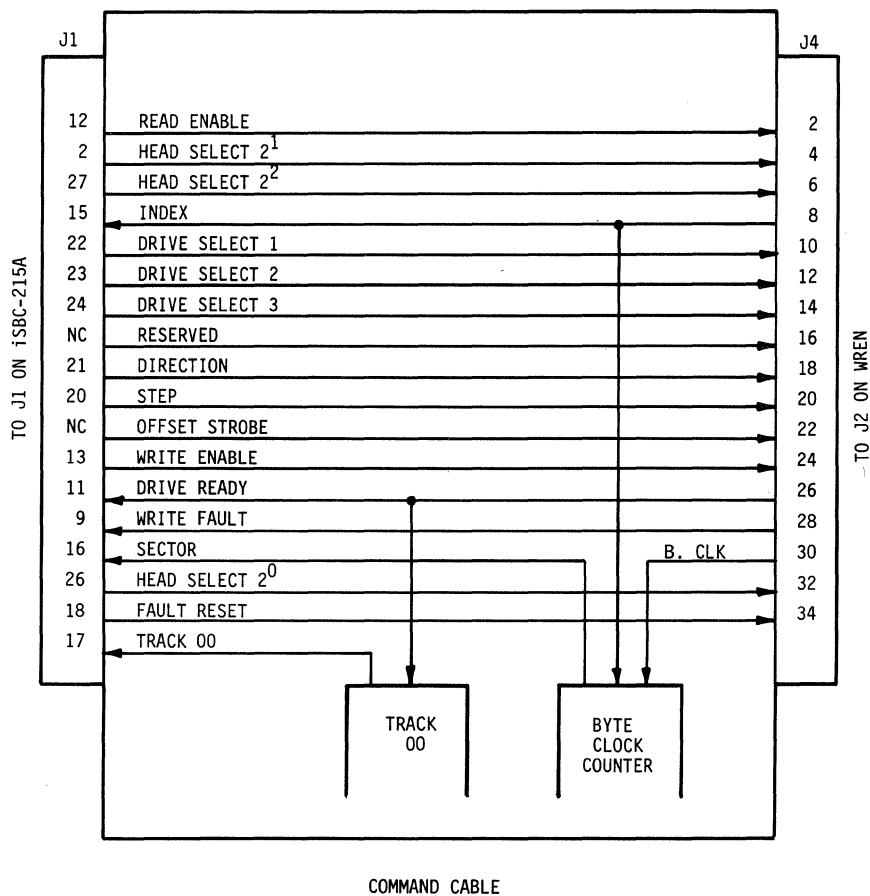 J1 J4
12 READ ENABLE 2
2 HEAD SELECT 2¹ 4
27 HEAD SELECT 2² 6
15 INDEX 8
22 DRIVE SELECT 1 10
23 DRIVE SELECT 2 12
24 DRIVE SELECT 3 14
NC RESERVED 16
21 DIRECTION 18
20 STEP 20
NC OFFSET STROBE 22
13 WRITE ENABLE 24
11 DRIVE READY 26
9 WRITE FAULT 28
16 SECTOR B. CLK 30
26 HEAD SELECT 2⁰ 32
18 FAULT RESET 34
17 TRACK 00
TO J1 ON iSBC-215A
TO J2 ON WREN
TRACK
00
BYTE
CLOCK
COUNTER
COMMAND CABLE